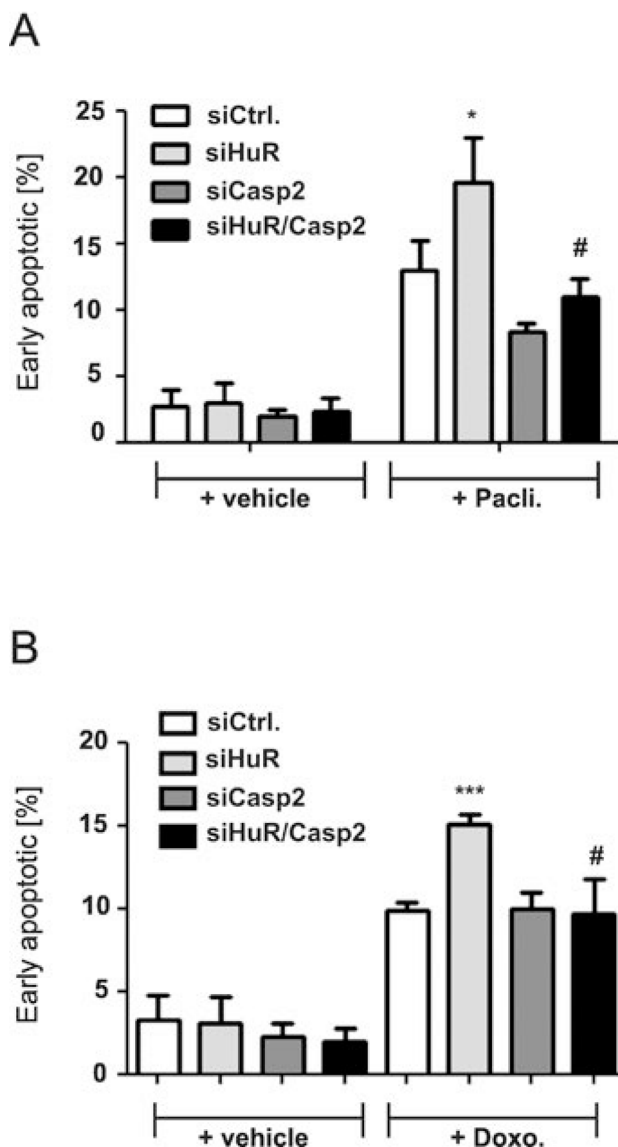 A
Early apoptotic [%]
25
20
15
10
5
0
siCtrl.
siHuR
siCasp2
siHuR/Casp2
*
#
+ vehicle
+ Pacli.
B
Early apoptotic [%]
20
15
10
5
0
siCtrl.
siHuR
siCasp2
siHuR/Casp2
***
#
+ vehicle
+ Doxo.